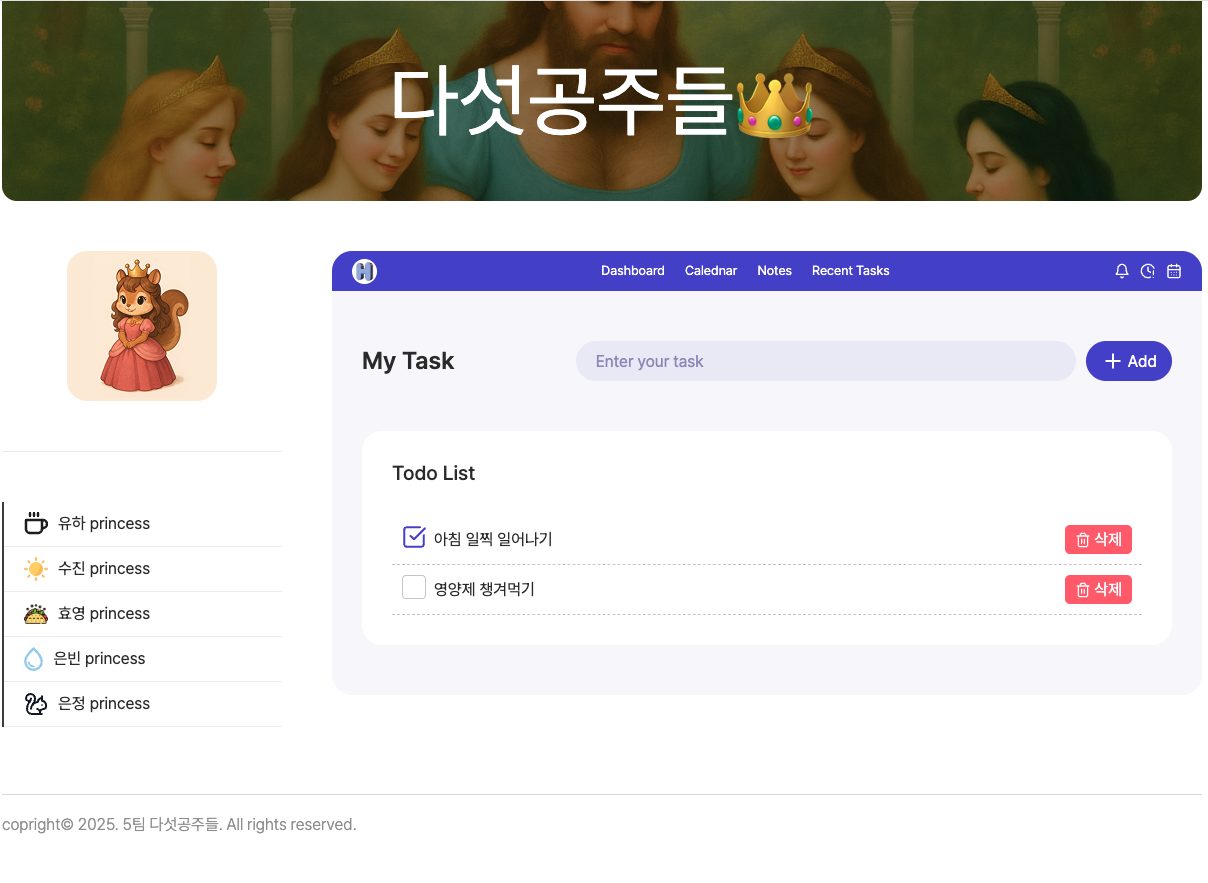 다섯공주들👑
Dashboard Calednar Notes Recent Tasks
My Task
Enter your task
+ Add
Todo List
아침 일찍 일어나기
삭제
영양제 챙겨먹기
삭제
유하 princess
수진 princess
효영 princess
은빈 princess
은정 princess
copright© 2025. 5팀 다섯공주들. All rights reserved.